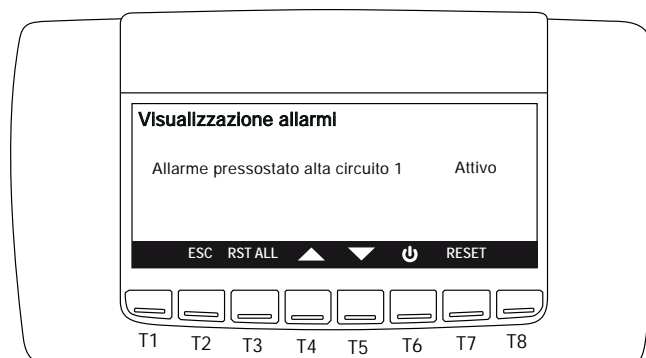 Visualizzazione allarmi
Allarme pressostato alta circuito 1 Attivo
ESC RST ALL RESET
T1 T2 T3 T4 T5 T6 T7 T8